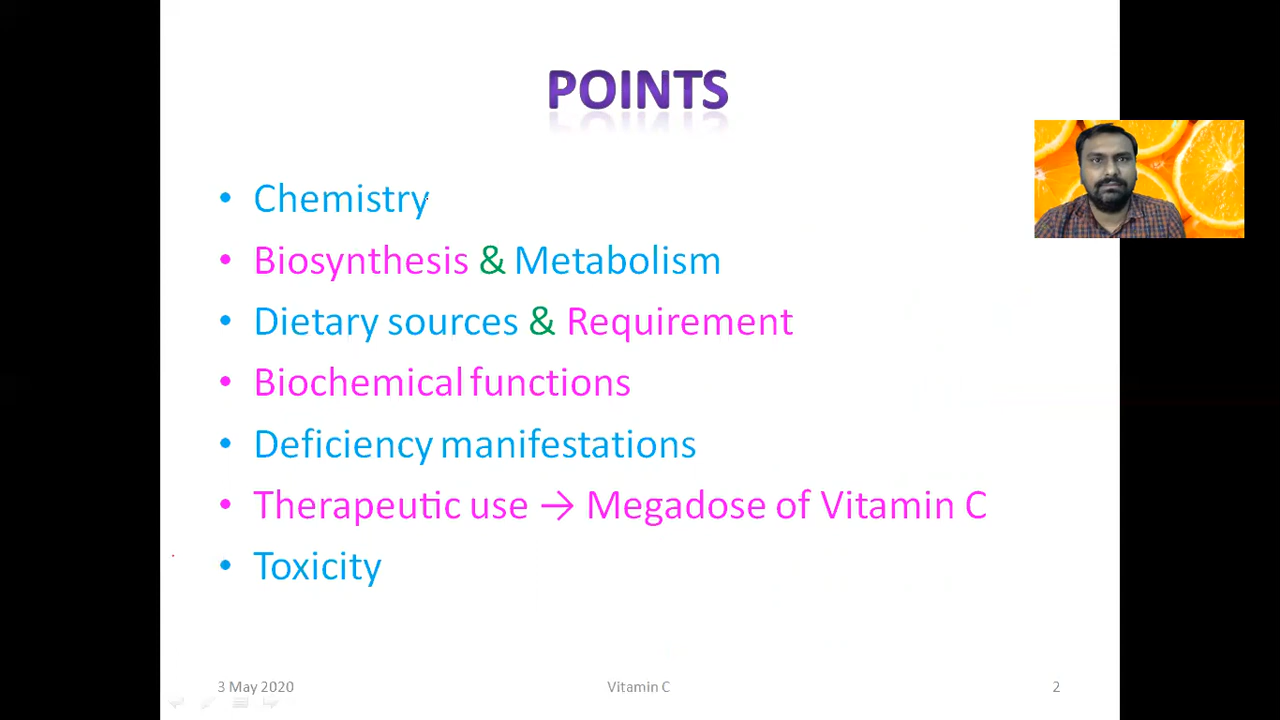 POINTS
• Chemistry
• Biosynthesis & Metabolism
• Dietary sources & Requirement
• Biochemical functions
• Deficiency manifestations
• Therapeutic use → Megadose of Vitamin C
• Toxicity
3 May 2020 Vitamin C 2